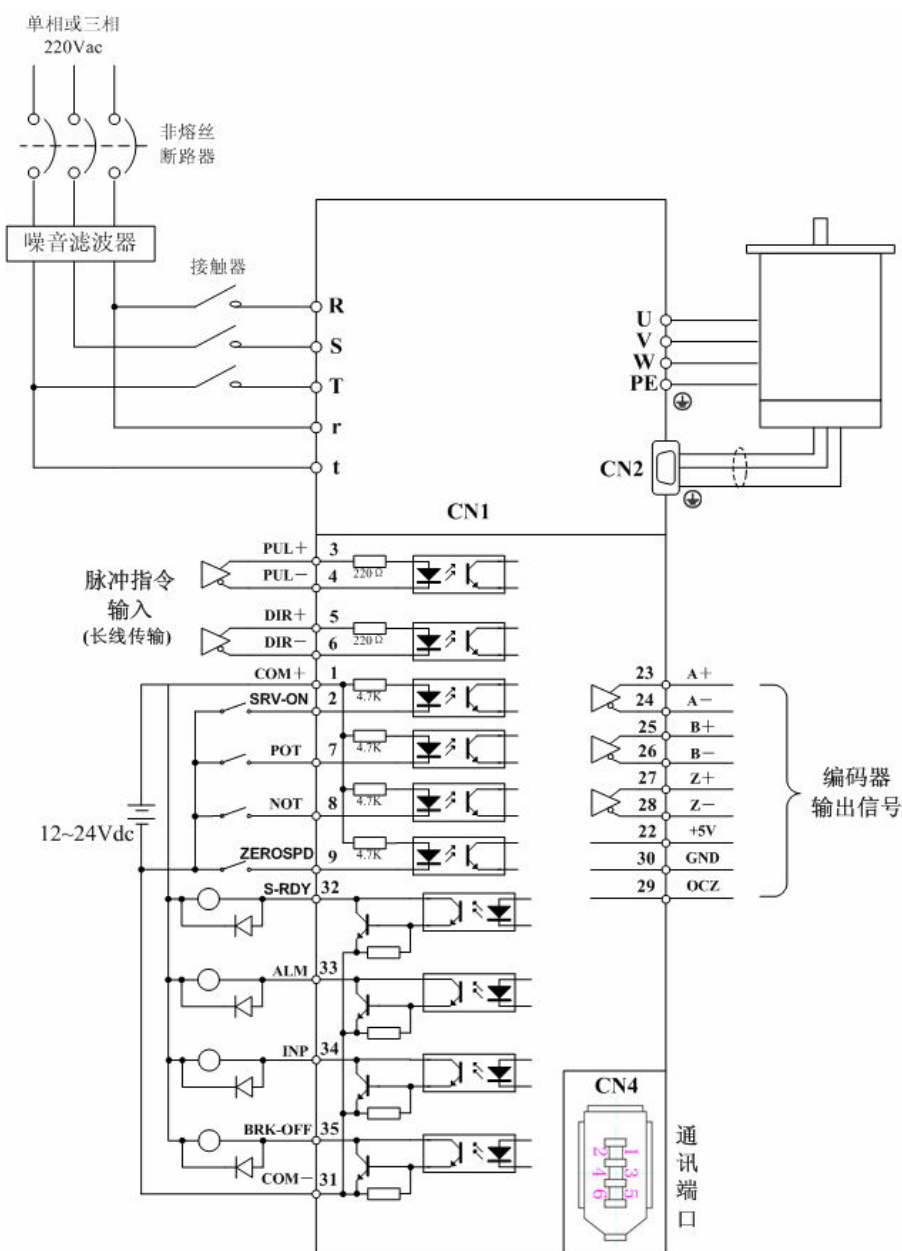 单相或三相
220Vac
非熔丝
断路器
噪音滤波器
接触器
R
S
T
r
t
U
V
W
PE
CN2
CN1
脉冲指令
输入
(长线传输)
PUL＋ 3
220Ω
PUL－ 4
DIR＋ 5
220Ω
DIR－ 6
COM＋ 1
4.7K
SRV-ON 2
POT 7
4.7K
NOT 8
4.7K
ZEROSPD 9
4.7K
12~24Vdc
S-RDY 32
ALM 33
INP 34
BRK-OFF 35
COM－ 31
23 A＋
24 A－
25 B＋
26 B－
27 Z＋
28 Z－
22 +5V
30 GND
29 OCZ
编码器
输出信号
CN4
2 1
4 3
6 5
通
讯
端
口